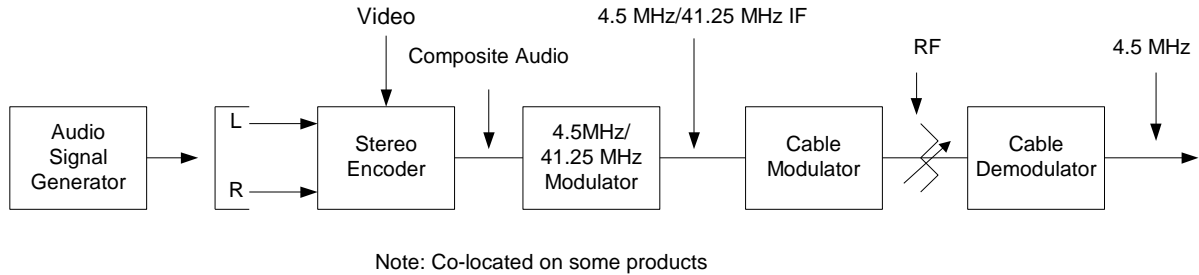 Video
4.5 MHz/41.25 MHz IF
Composite Audio
RF
4.5 MHz
Audio
Signal
Generator
L
R
Stereo
Encoder
4.5MHz/
41.25 MHz
Modulator
Cable
Modulator
Cable
Demodulator
Note: Co-located on some products